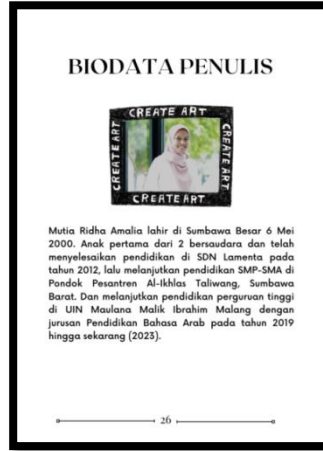 BIODATA PENULIS
CREATE ART
CREATE ART
CREATE ART
CREATE ART
Mutia Ridha Amalia lahir di Sumbawa Besar 6 Mei
2000. Anak pertama dari 2 bersaudara dan telah
menyelesaikan pendidikan di SDN Lamenta pada
tahun 2012, lalu melanjutkan pendidikan SMP-SMA di
Pondok Pesantren Al-Ikhlas Taliwang, Sumbawa
Barat. Dan melanjutkan pendidikan perguruan tinggi
di UIN Maulana Malik Ibrahim Malang dengan
jurusan Pendidikan Bahasa Arab pada tahun 2019
hingga sekarang (2023).
26